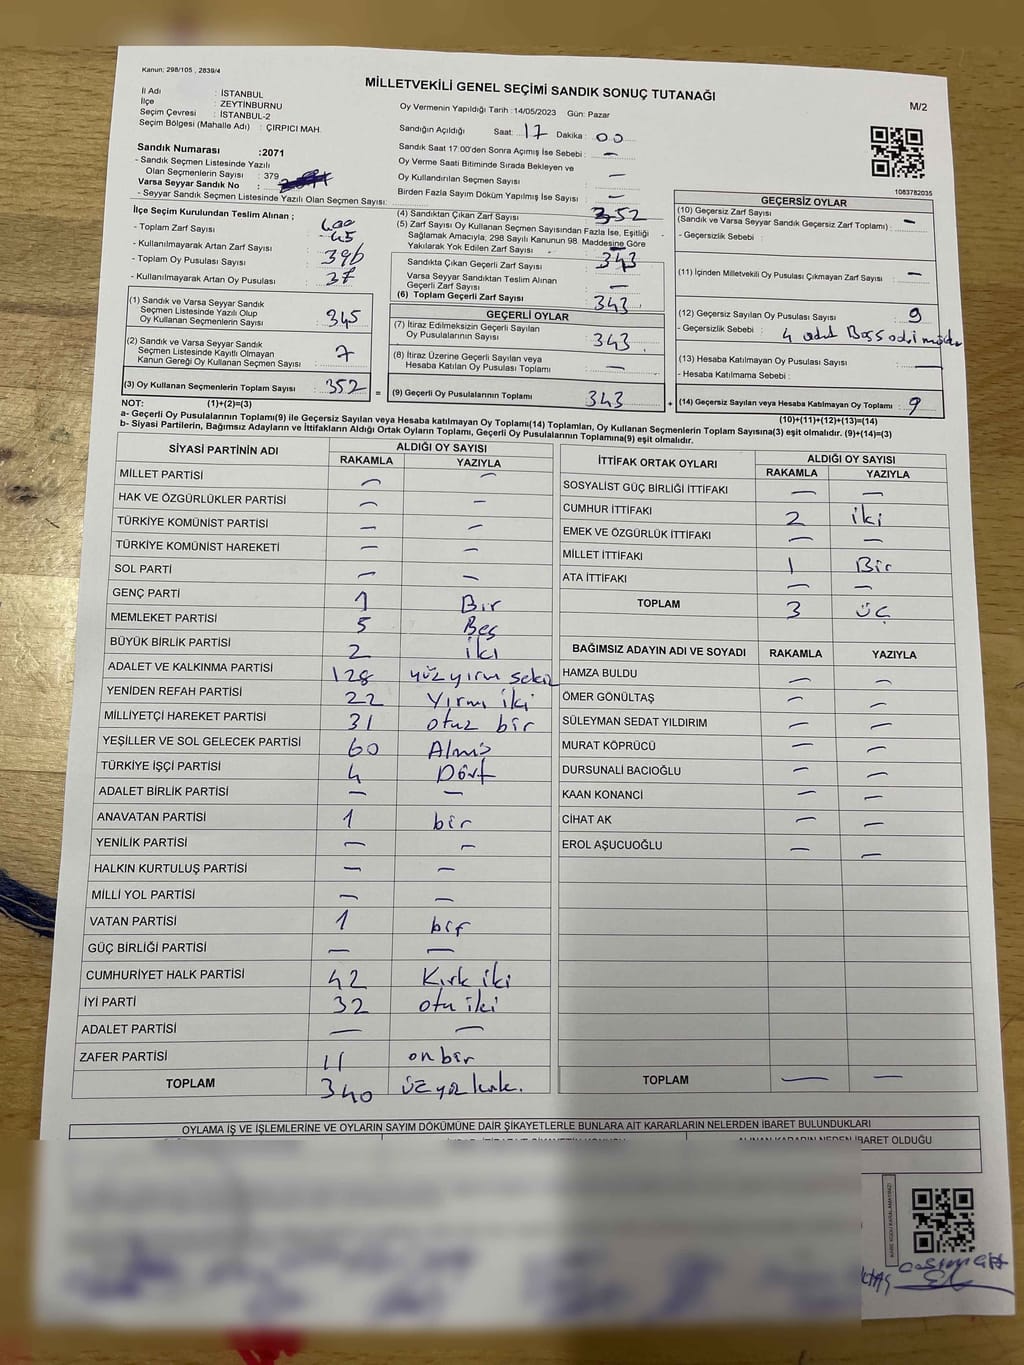 Kanun; 298/105 , 2839/4
MİLLETVEKİLİ GENEL SEÇİMİ SANDIK SONUÇ TUTANAĞI
M/2
İl Adı : İSTANBUL
İlçe : ZEYTİNBURNU
Seçim Çevresi : İSTANBUL-2
Seçim Bölgesi (Mahalle Adı) : ÇIRPICI MAH.
Oy Vermenin Yapıldığı Tarih :14/05/2023 Gün: Pazar
Sandığın Açıldığı Saat: 17 Dakika : 00
Sandık Saat 17:00'den Sonra Açılmış İse Sebebi : —
Oy Verme Saati Bitiminde Sırada Bekleyen ve
Oy Kullandırılan Seçmen Sayısı —
Birden Fazla Sayım Döküm Yapılmış İse Sayısı —
Sandık Numarası :2071
- Sandık Seçmen Listesinde Yazılı
Olan Seçmenlerin Sayısı : 379
Varsa Seyyar Sandık No :
- Seyyar Sandık Seçmen Listesinde Yazılı Olan Seçmen Sayısı:
1083782035
İlçe Seçim Kurulundan Teslim Alınan ;
- Toplam Zarf Sayısı 400
- Kullanılmayarak Artan Zarf Sayısı 45
- Toplam Oy Pusulası Sayısı 396
- Kullanılmayarak Artan Oy Pusulası 37
(1) Sandık ve Varsa Seyyar Sandık
Seçmen Listesinde Yazılı Olup
Oy Kullanan Seçmenlerin Sayısı 345
(2) Sandık ve Varsa Seyyar Sandık
Seçmen Listesinde Kayıtlı Olmayan
Kanun Gereği Oy Kullanan Seçmen Sayısı 7
(3) Oy Kullanan Seçmenlerin Toplam Sayısı : 352 =
(4) Sandıktan Çıkan Zarf Sayısı 352
(5) Zarf Sayısı Oy Kullanan Seçmen Sayısından Fazla İse, Eşitliği
Sağlamak Amacıyla; 298 Sayılı Kanunun 98. Maddesine Göre
Yakılarak Yok Edilen Zarf Sayısı —
Sandıkta Çıkan Geçerli Zarf Sayısı 343
Varsa Seyyar Sandıktan Teslim Alınan
Geçerli Zarf Sayısı —
(6) Toplam Geçerli Zarf Sayısı 343
GEÇERLİ OYLAR
(7) İtiraz Edilmeksizin Geçerli Sayılan
Oy Pusulalarının Sayısı 343
(8) İtiraz Üzerine Geçerli Sayılan veya
Hesaba Katılan Oy Pusulası Toplamı —
(9) Geçerli Oy Pusulalarının Toplamı 343 +
GEÇERSİZ OYLAR
(10) Geçersiz Zarf Sayısı
(Sandık ve Varsa Seyyar Sandık Geçersiz Zarf Toplamı) : —
- Geçersizlik Sebebi :
(11) İçinden Milletvekili Oy Pusulası Çıkmayan Zarf Sayısı —
(12) Geçersiz Sayılan Oy Pusulası Sayısı 9
- Geçersizlik Sebebi : 4 adet
(13) Hesaba Katılmayan Oy Pusulası Sayısı —
- Hesaba Katılmama Sebebi :
(14) Geçersiz Sayılan veya Hesaba Katılmayan Oy Toplamı : 9
NOT: (1)+(2)=(3) (10)+(11)+(12)+(13)=(14)
a- Geçerli Oy Pusulalarının Toplamı(9) ile Geçersiz Sayılan veya Hesaba katılmayan Oy Toplamı(14) Toplamları, Oy Kullanan Seçmenlerin Toplam Sayısına(3) eşit olmalıdır. (9)+(14)=(3)
b- Siyasi Partilerin, Bağımsız Adayların ve İttifakların Aldığı Ortak Oyların Toplamı, Geçerli Oy Pusulalarının Toplamına(9) eşit olmalıdır.
SİYASİ PARTİNİN ADI ALDIĞI OY SAYISI
RAKAMLA YAZIYLA
MİLLET PARTİSİ — —
HAK VE ÖZGÜRLÜKLER PARTİSİ — —
TÜRKİYE KOMÜNİST PARTİSİ — —
TÜRKİYE KOMÜNİST HAREKETİ — —
SOL PARTİ — —
GENÇ PARTİ 1 Bir
MEMLEKET PARTİSİ 5 Beş
BÜYÜK BİRLİK PARTİSİ 2 iki
ADALET VE KALKINMA PARTİSİ 128 yüz yirmi sekiz
YENİDEN REFAH PARTİSİ 22 Yirmi iki
MİLLİYETÇİ HAREKET PARTİSİ 31 otuz bir
YEŞİLLER VE SOL GELECEK PARTİSİ 60 Almış
TÜRKİYE İŞÇİ PARTİSİ 4 Dört
ADALET BİRLİK PARTİSİ — —
ANAVATAN PARTİSİ 1 bir
YENİLİK PARTİSİ — —
HALKIN KURTULUŞ PARTİSİ — —
MİLLİ YOL PARTİSİ — —
VATAN PARTİSİ 1 bir
GÜÇ BİRLİĞİ PARTİSİ — —
CUMHURİYET HALK PARTİSİ 42 Kırk iki
İYİ PARTİ 32 otu iki
ADALET PARTİSİ — —
ZAFER PARTİSİ 11 on bir
TOPLAM 340
İTTİFAK ORTAK OYLARI ALDIĞI OY SAYISI
RAKAMLA YAZIYLA
SOSYALİST GÜÇ BİRLİĞİ İTTİFAKI — —
CUMHUR İTTİFAKI 2 iki
EMEK VE ÖZGÜRLÜK İTTİFAKI — —
MİLLET İTTİFAKI 1 Bir
ATA İTTİFAKI — —
TOPLAM 3 üç
BAĞIMSIZ ADAYIN ADI VE SOYADI RAKAMLA YAZIYLA
HAMZA BULDU — —
ÖMER GÖNÜLTAŞ — —
SÜLEYMAN SEDAT YILDIRIM — —
MURAT KÖPRÜCÜ — —
DURSUNALİ BACIOĞLU — —
KAAN KONANCİ — —
CİHAT AK — —
EROL AŞUCUOĞLU — —
TOPLAM — —
OYLAMA İŞ VE İŞLEMLERİNE VE OYLARIN SAYIM DÖKÜMÜNE DAİR ŞİKAYETLERLE BUNLARA AİT KARARLARIN NELERDEN İBARET BULUNDUKLARI
ALINAN KARARIN NEDEN İBARET OLDUĞU